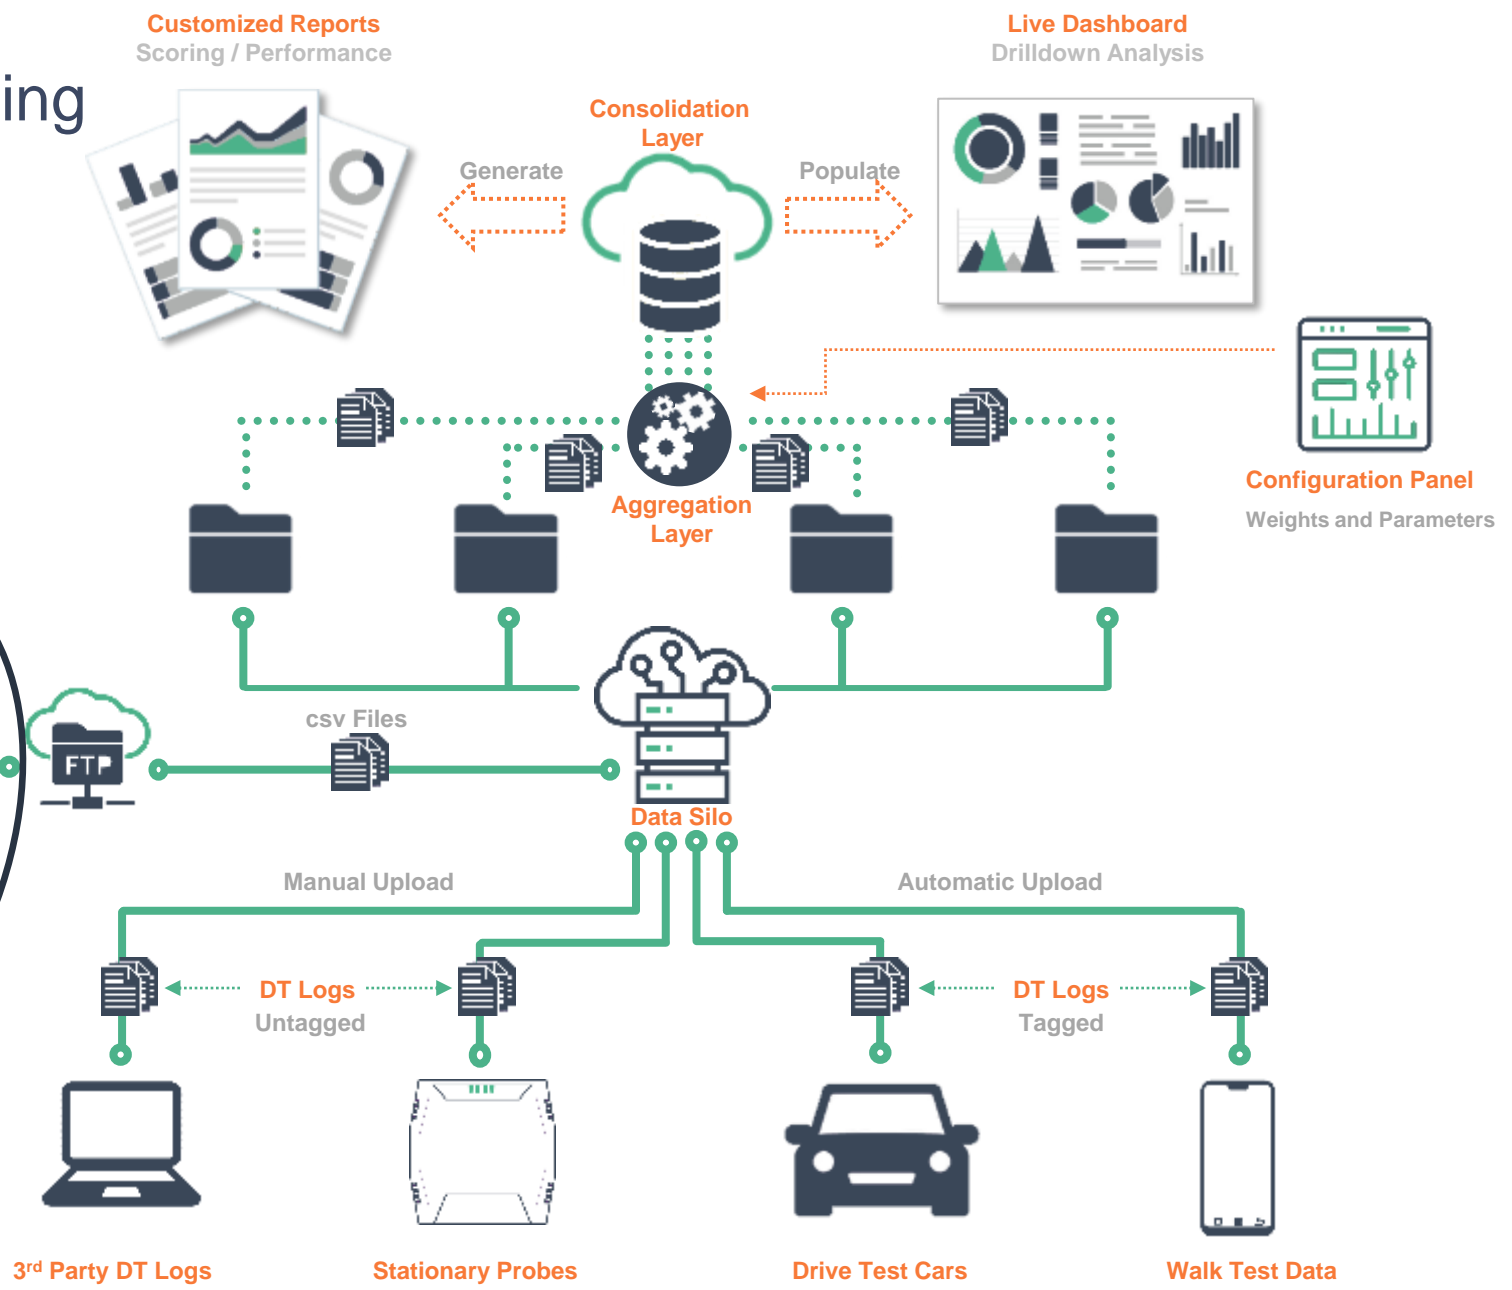 Customized Reports
Scoring / Performance
Live Dashboard
Drilldown Analysis
ing
Consolidation
Layer
Generate
Populate
Configuration Panel
Weights and Parameters
Aggregation
Layer
csv Files
FTP
Data Silo
Manual Upload
Automatic Upload
DT Logs
Untagged
DT Logs
Tagged
3rd Party DT Logs
Stationary Probes
Drive Test Cars
Walk Test Data